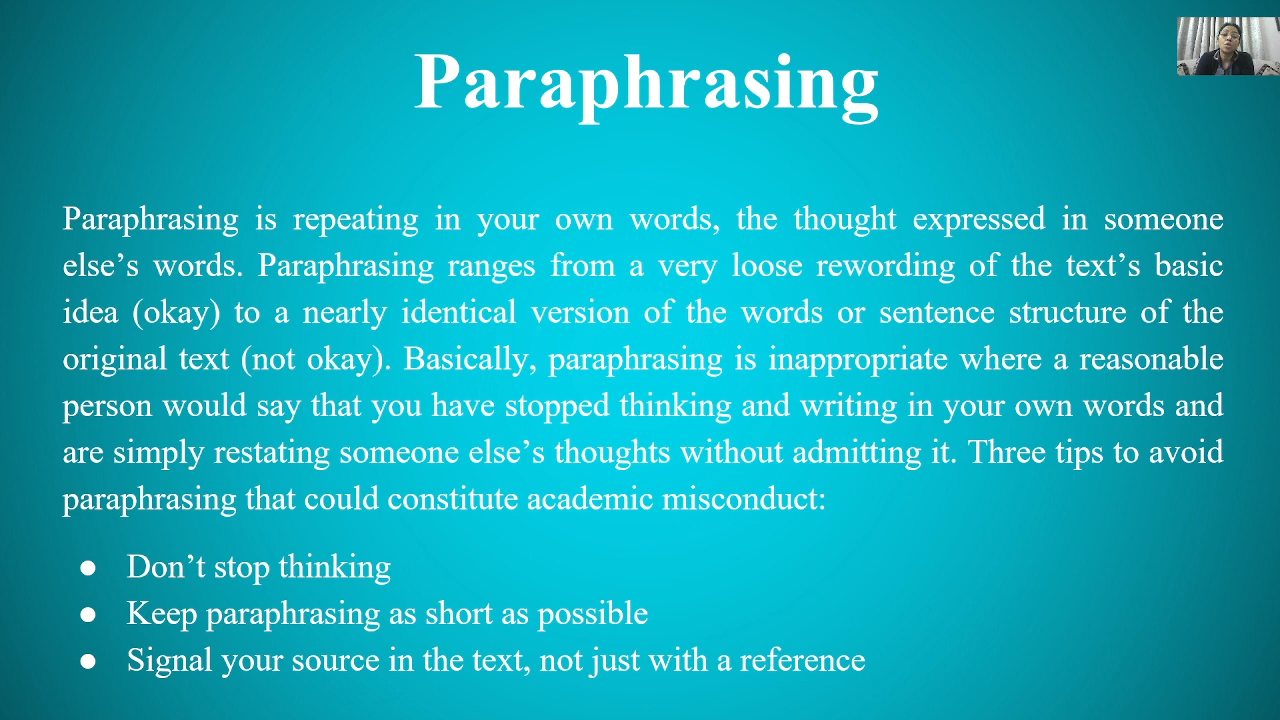 Paraphrasing
Paraphrasing is repeating in your own words, the thought expressed in someone
else’s words. Paraphrasing ranges from a very loose rewording of the text’s basic
idea (okay) to a nearly identical version of the words or sentence structure of the
original text (not okay). Basically, paraphrasing is inappropriate where a reasonable
person would say that you have stopped thinking and writing in your own words and
are simply restating someone else’s thoughts without admitting it. Three tips to avoid
paraphrasing that could constitute academic misconduct:
● Don’t stop thinking
● Keep paraphrasing as short as possible
● Signal your source in the text, not just with a reference